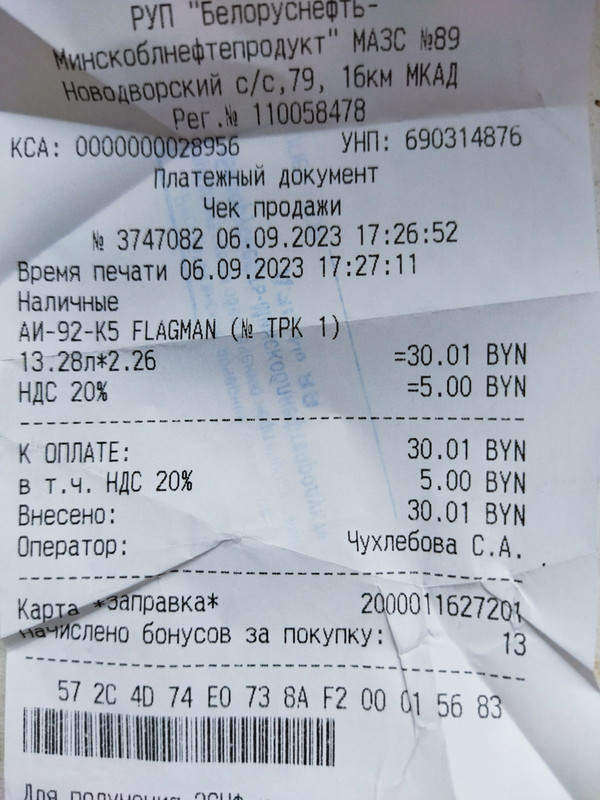 РУП "Белоруснефть-
Минскоблнефтепродукт" МАЗС №89
Новодворский с/с,79, 16км МКАД
Рег.№ 110058478
КСА: 0000000028956 УНП: 690314876
Платежный документ
Чек продажи
№ 3747082 06.09.2023 17:26:52
Время печати 06.09.2023 17:27:11
Наличные
АИ-92-К5 FLAGMAN (№ ТРК 1)
13.28л*2.26 =30.01 BYN
НДС 20% =5.00 BYN
К ОПЛАТЕ: 30.01 BYN
в т.ч. НДС 20% 5.00 BYN
Внесено: 30.01 BYN
Оператор: Чухлебова С.А.
Карта *Заправка* 2000011627201
Начислено бонусов за покупку: 13
57 2C 4D 74 E0 73 8A F2 00 01 56 83
Для получения ЭСЧФ